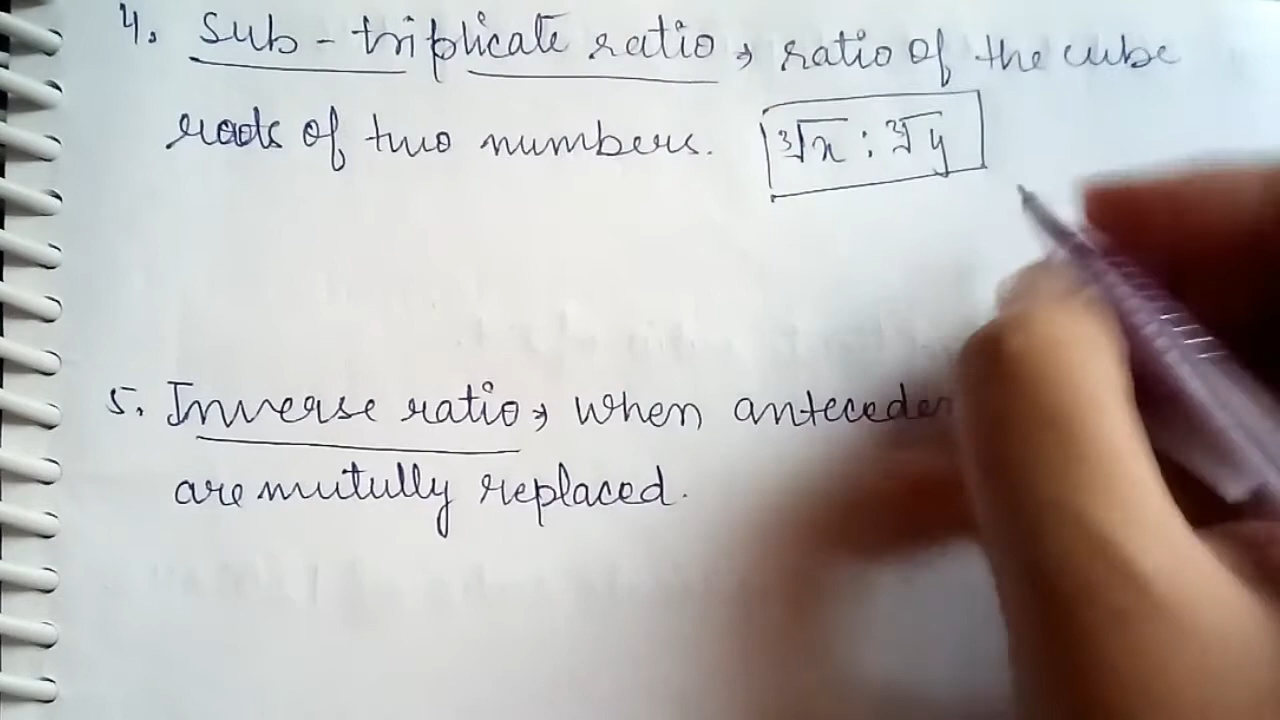 4. Sub-triplicate ratio, ratio of the cube
roots of two numbers. ∛x : ∛y
5. Inverse ratio, when
are mutully replaced.